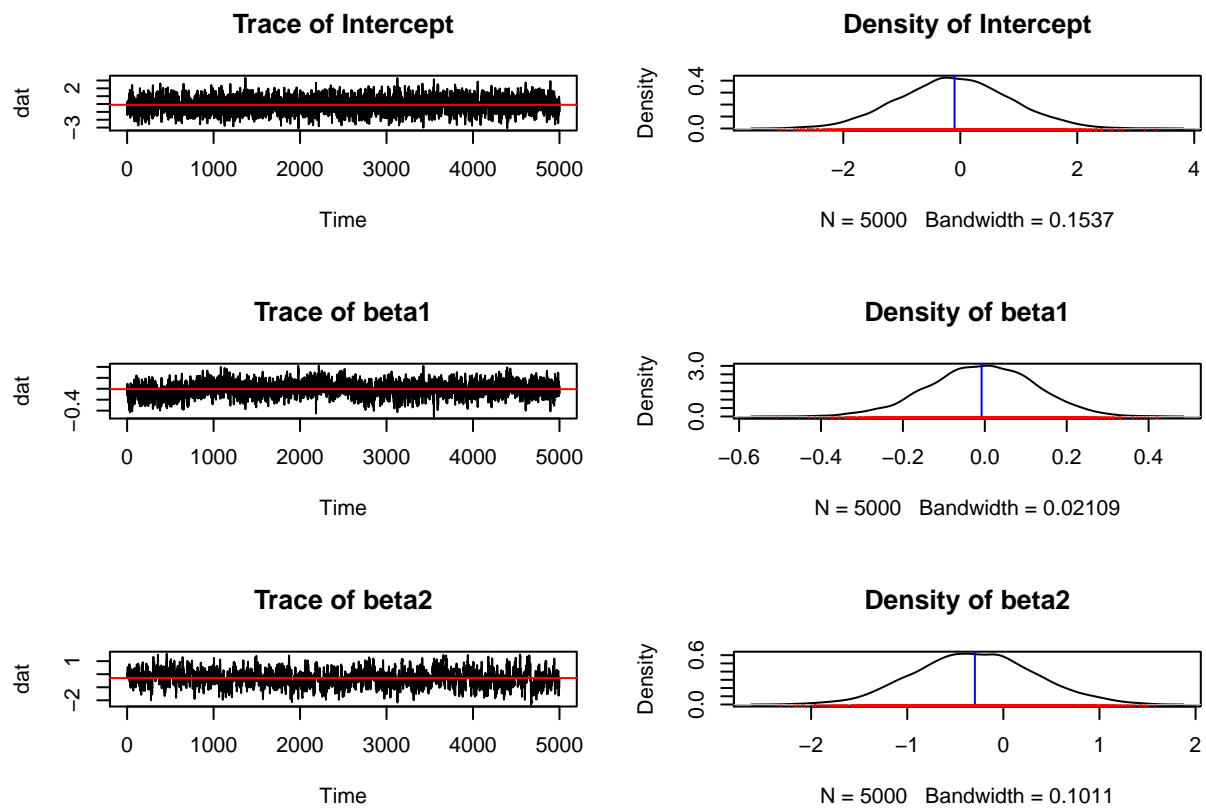 Trace of Intercept
dat
2
−3
0 1000 2000 3000 4000 5000
Time
Density of Intercept
Density
0.4
0.0
−2 0 2 4
N = 5000 Bandwidth = 0.1537
Trace of beta1
dat
−0.4
0 1000 2000 3000 4000 5000
Time
Density of beta1
Density
3.0
0.0
−0.6 −0.4 −0.2 0.0 0.2 0.4
N = 5000 Bandwidth = 0.02109
Trace of beta2
dat
1
−2
0 1000 2000 3000 4000 5000
Time
Density of beta2
Density
0.6
0.0
−2 −1 0 1 2
N = 5000 Bandwidth = 0.1011